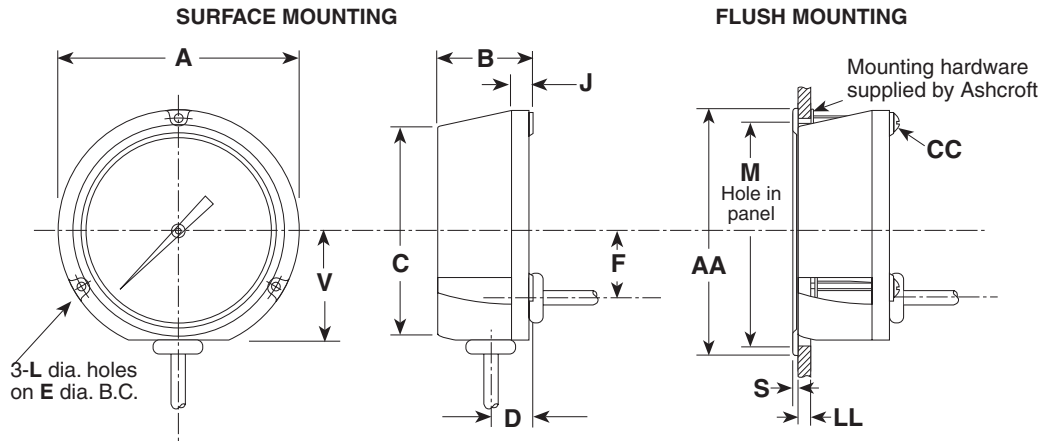 SURFACE MOUNTING
FLUSH MOUNTING
A
B
J
Mounting hardware
supplied by Ashcroft
CC
M
Hole in
panel
V
C
F
AA
3-L dia. holes
on E dia. B.C.
D
S
LL